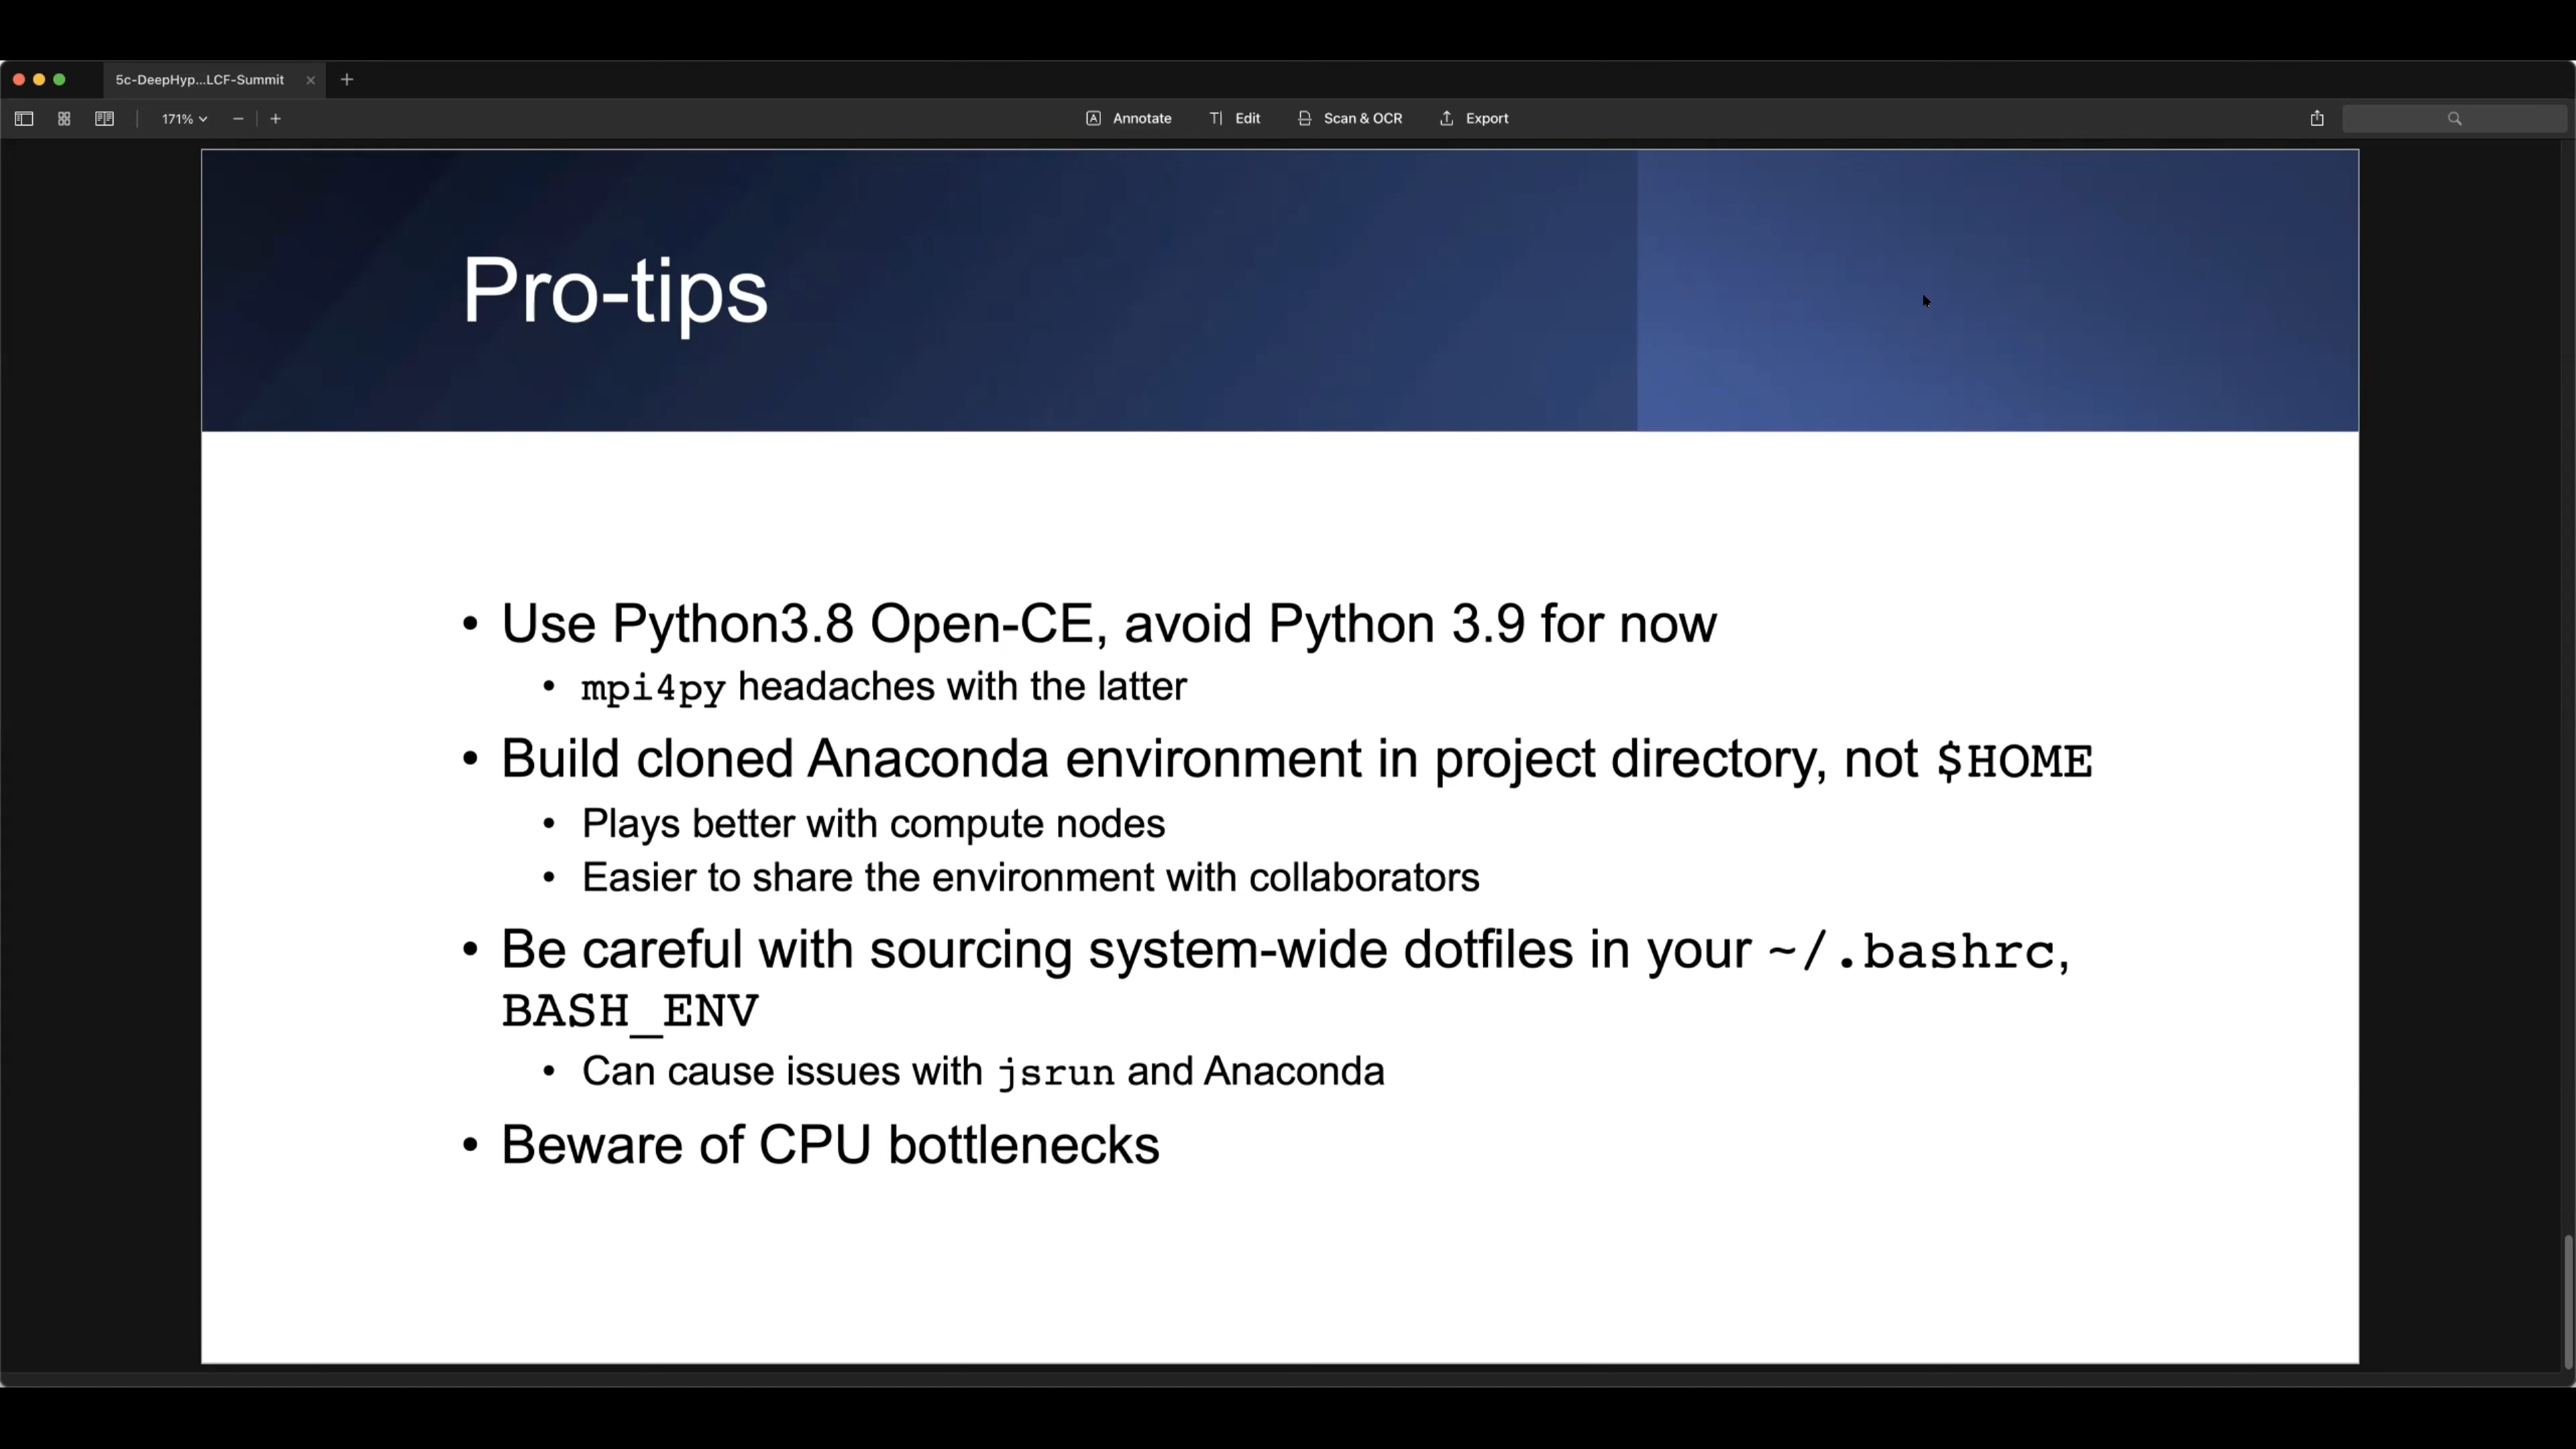 5c-DeepHyp...LCF-Summit
171%
Annotate
Edit
Scan & OCR
Export
Pro-tips
• Use Python3.8 Open-CE, avoid Python 3.9 for now
• mpi4py headaches with the latter
• Build cloned Anaconda environment in project directory, not $HOME
• Plays better with compute nodes
• Easier to share the environment with collaborators
• Be careful with sourcing system-wide dotfiles in your ~/.bashrc,
BASH_ENV
• Can cause issues with jsrun and Anaconda
• Beware of CPU bottlenecks